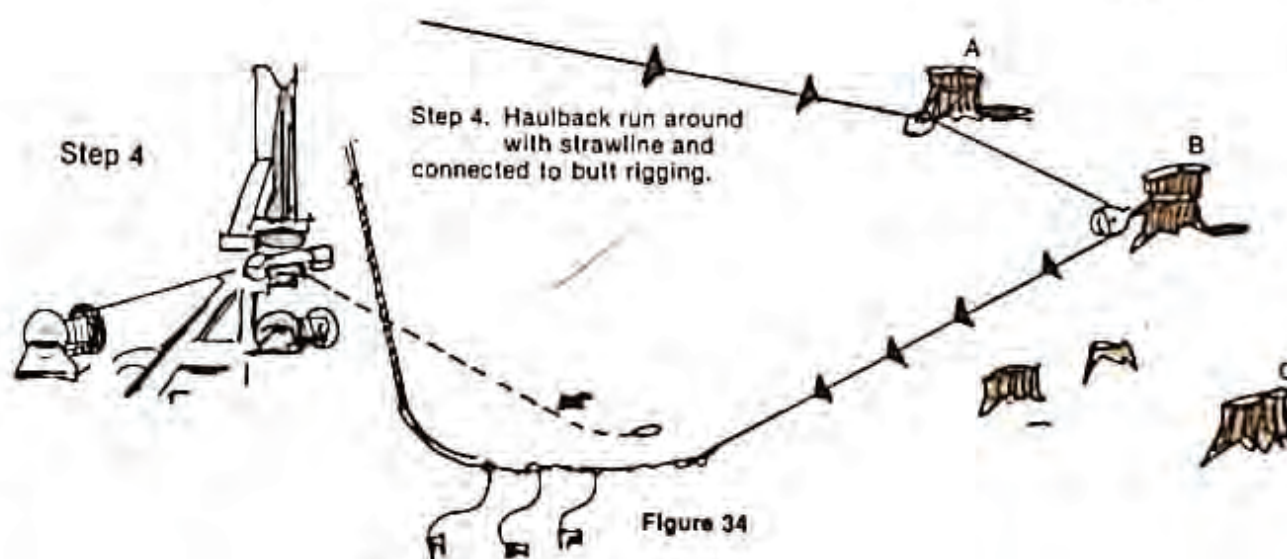 Step 4
Step 4. Haulback run around
with strawline and
connected to butt rigging.
A
B
C
Figure 34